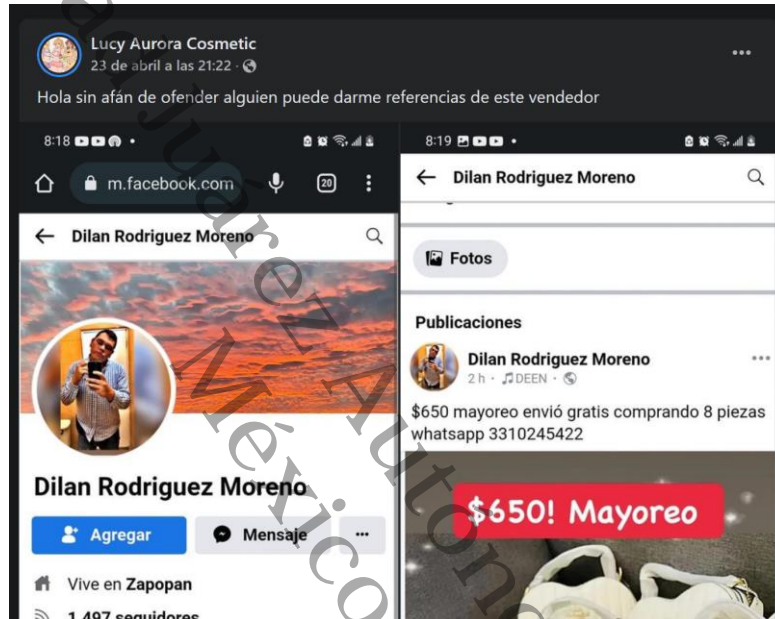 Lucy Aurora Cosmetic
23 de abril a las 21:22 ·
Hola sin afán de ofender alguien puede darme referencias de este vendedor
8:18
m.facebook.com
20
Dilan Rodriguez Moreno
Dilan Rodriguez Moreno
Agregar
Mensaje
Vive en Zapopan
1,497 seguidores
8:19
Dilan Rodriguez Moreno
Fotos
Publicaciones
Dilan Rodriguez Moreno
2 h · DEEN ·
$650 mayoreo envió gratis comprando 8 piezas
whatsapp 3310245422
$650! Mayoreo
Juárez Autóno
México